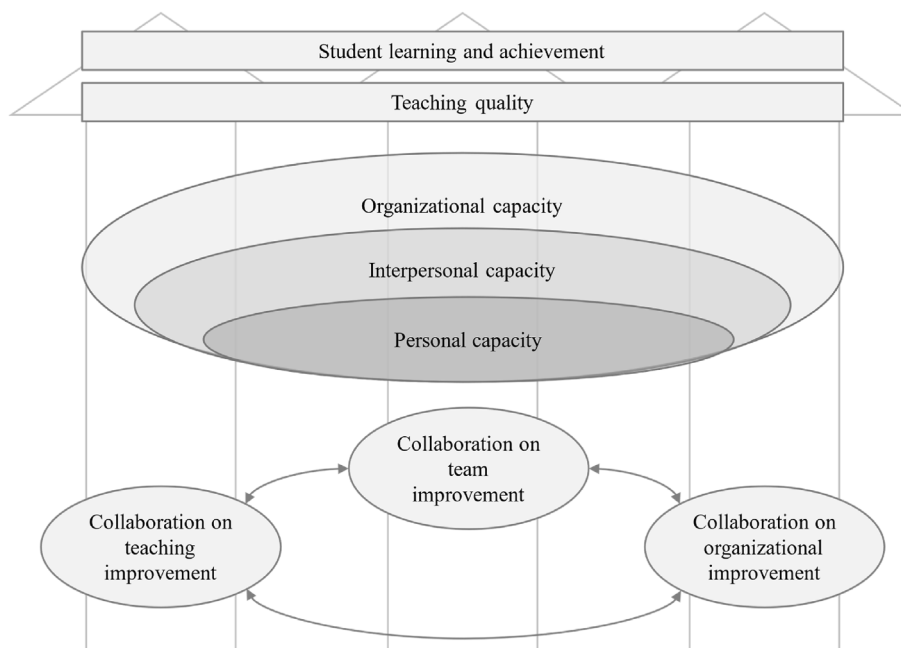 Student learning and achievement
Teaching quality
Organizational capacity
Interpersonal capacity
Personal capacity
Collaboration on
team
improvement
Collaboration on
teaching
improvement
Collaboration on
organizational
improvement